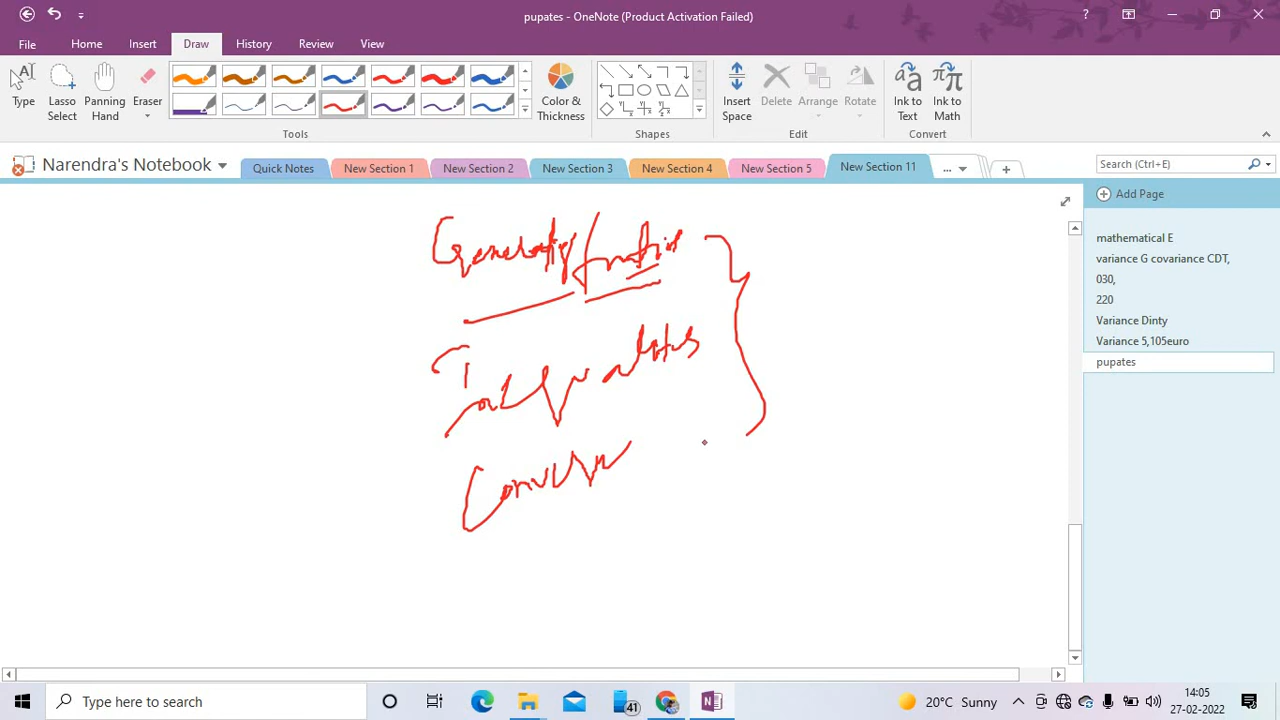 pupates - OneNote (Product Activation Failed)
File Home Insert Draw History Review View
Type
Lasso Select
Panning Hand
Eraser
Color & Thickness
Insert Space
Delete
Arrange
Rotate
Ink to Text
Ink to Math
Tools
Shapes
Edit
Convert
Narendra's Notebook
Quick Notes
New Section 1
New Section 2
New Section 3
New Section 4
New Section 5
New Section 11
...
Search (Ctrl+E)
Add Page
mathematical E
variance G covariance CDT,
030,
220
Variance Dinty
Variance 5,105euro
pupates
Generating function
Inequalities
Type here to search
41
20°C Sunny
14:05
27-02-2022